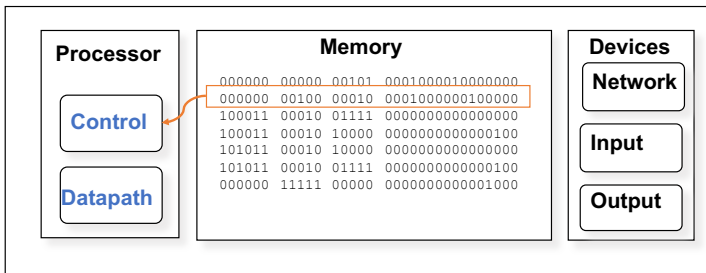 Processor
Control
Datapath
Memory
000000 00000 00101 0001000010000000
000000 00100 00010 0001000000100000
100011 00010 01111 0000000000000000
100011 00010 10000 0000000000000100
101011 00010 10000 0000000000000000
101011 00010 01111 0000000000000100
000000 11111 00000 0000000000001000
Devices
Network
Input
Output